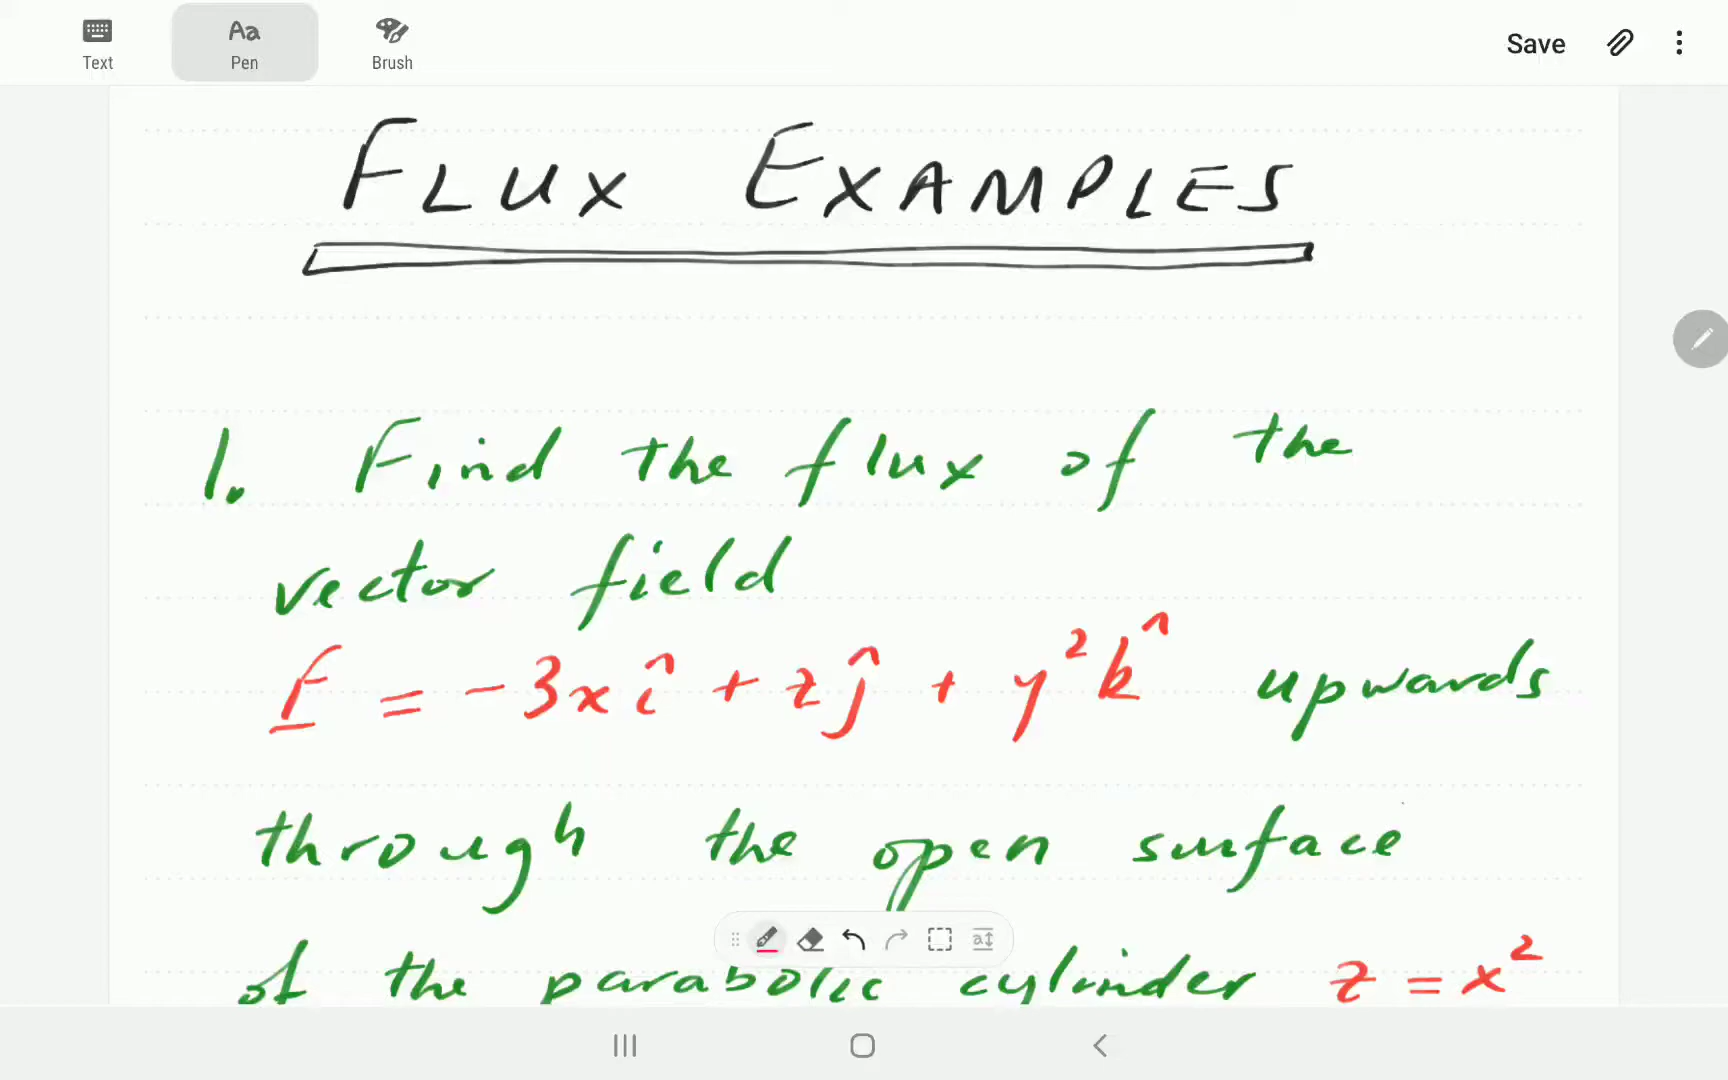 Text
Aa
Pen
Brush
Save
FLUX EXAMPLES
1. Find the flux of the
vector field
F = -3x î + z ĵ + y² k̂ upwards
through the open surface
of the parabolic cylinder z = x²